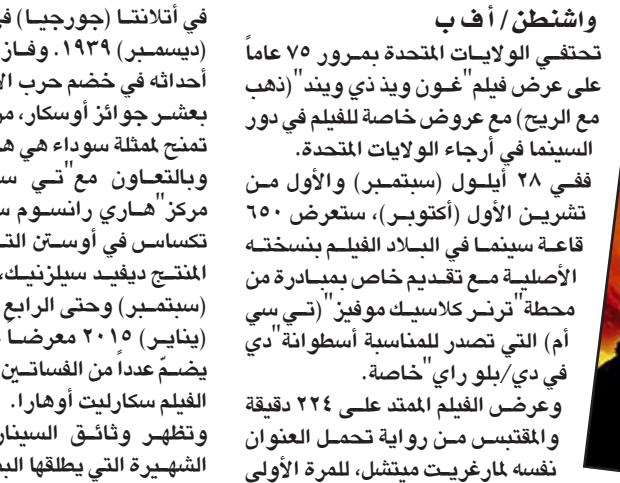 واشنطن/ أ ف ب
تحتفي الولايات المتحدة بمرور ٧٥ عاماً
على عرض فيلم"غون ويذ ذي ويند"(ذهب
مع الريح) مع عروض خاصة للفيلم في دور
السينما في أرجاء الولايات المتحدة.
ففي ٢٨ أيلول (سبتمبر) والأول من
تشرين الأول (أكتوبر)، ستعرض ٦٥٠
قاعة سينما في البلاد الفيلم بنسخته
الأصلية مع تقديم خاص بمبادرة من
محطة"ترنر كلاسيك موفيز"(تي سي
أم) التي تصدر للمناسبة أسطوانة"دي
في دي/بلو راي"خاصة.
وعرض الفيلم الممتد على ٢٢٤ دقيقة
والمقتبس من رواية تحمل العنوان
نفسه لمارغريت ميتشل، للمرة الأولى
في أتلانتا (جورجيا) في
(ديسمبر) ١٩٣٩. وفاز
أحداثه في خضم حرب
بعشر جوائز أوسكار،
تمنح لممثلة سوداء هي
وبالتعاون مع"تي
مركز"هاري رانسوم
تكساس في أوستن
المنتج ديفيد سيلزنيك،
(سبتمبر) وحتى الرابع
(يناير) ٢٠١٥ معرضا
يضمّ عدداً من الفساتين
الفيلم سكارليت أوهارا.
وتظهر وثائق
الشهيرة التي يطلقها